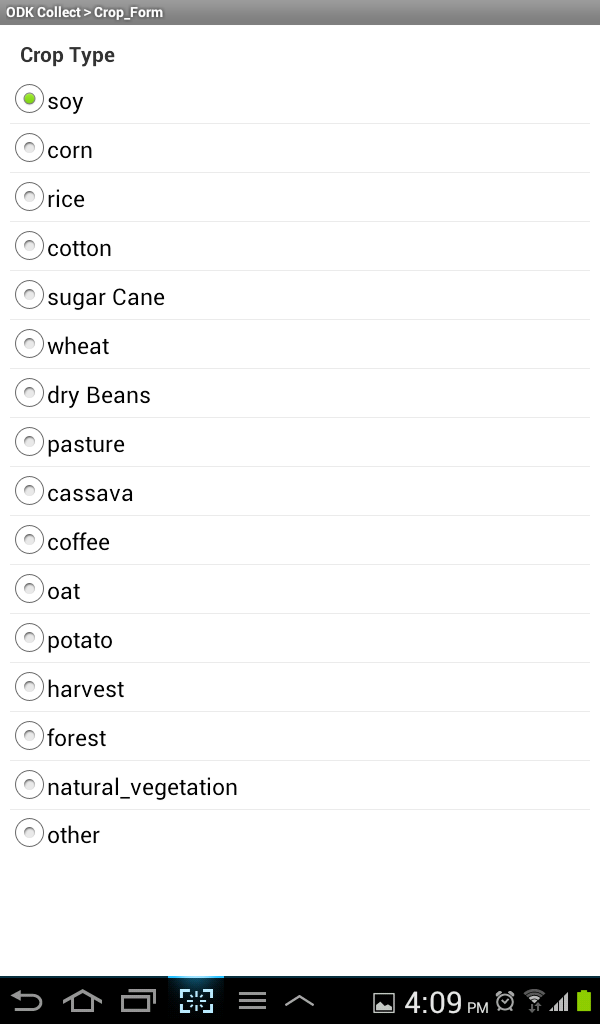 ODK Collect > Crop_Form
Crop Type
soy
corn
rice
cotton
sugar Cane
wheat
dry Beans
pasture
cassava
coffee
oat
potato
harvest
forest
natural_vegetation
other
4:09 PM